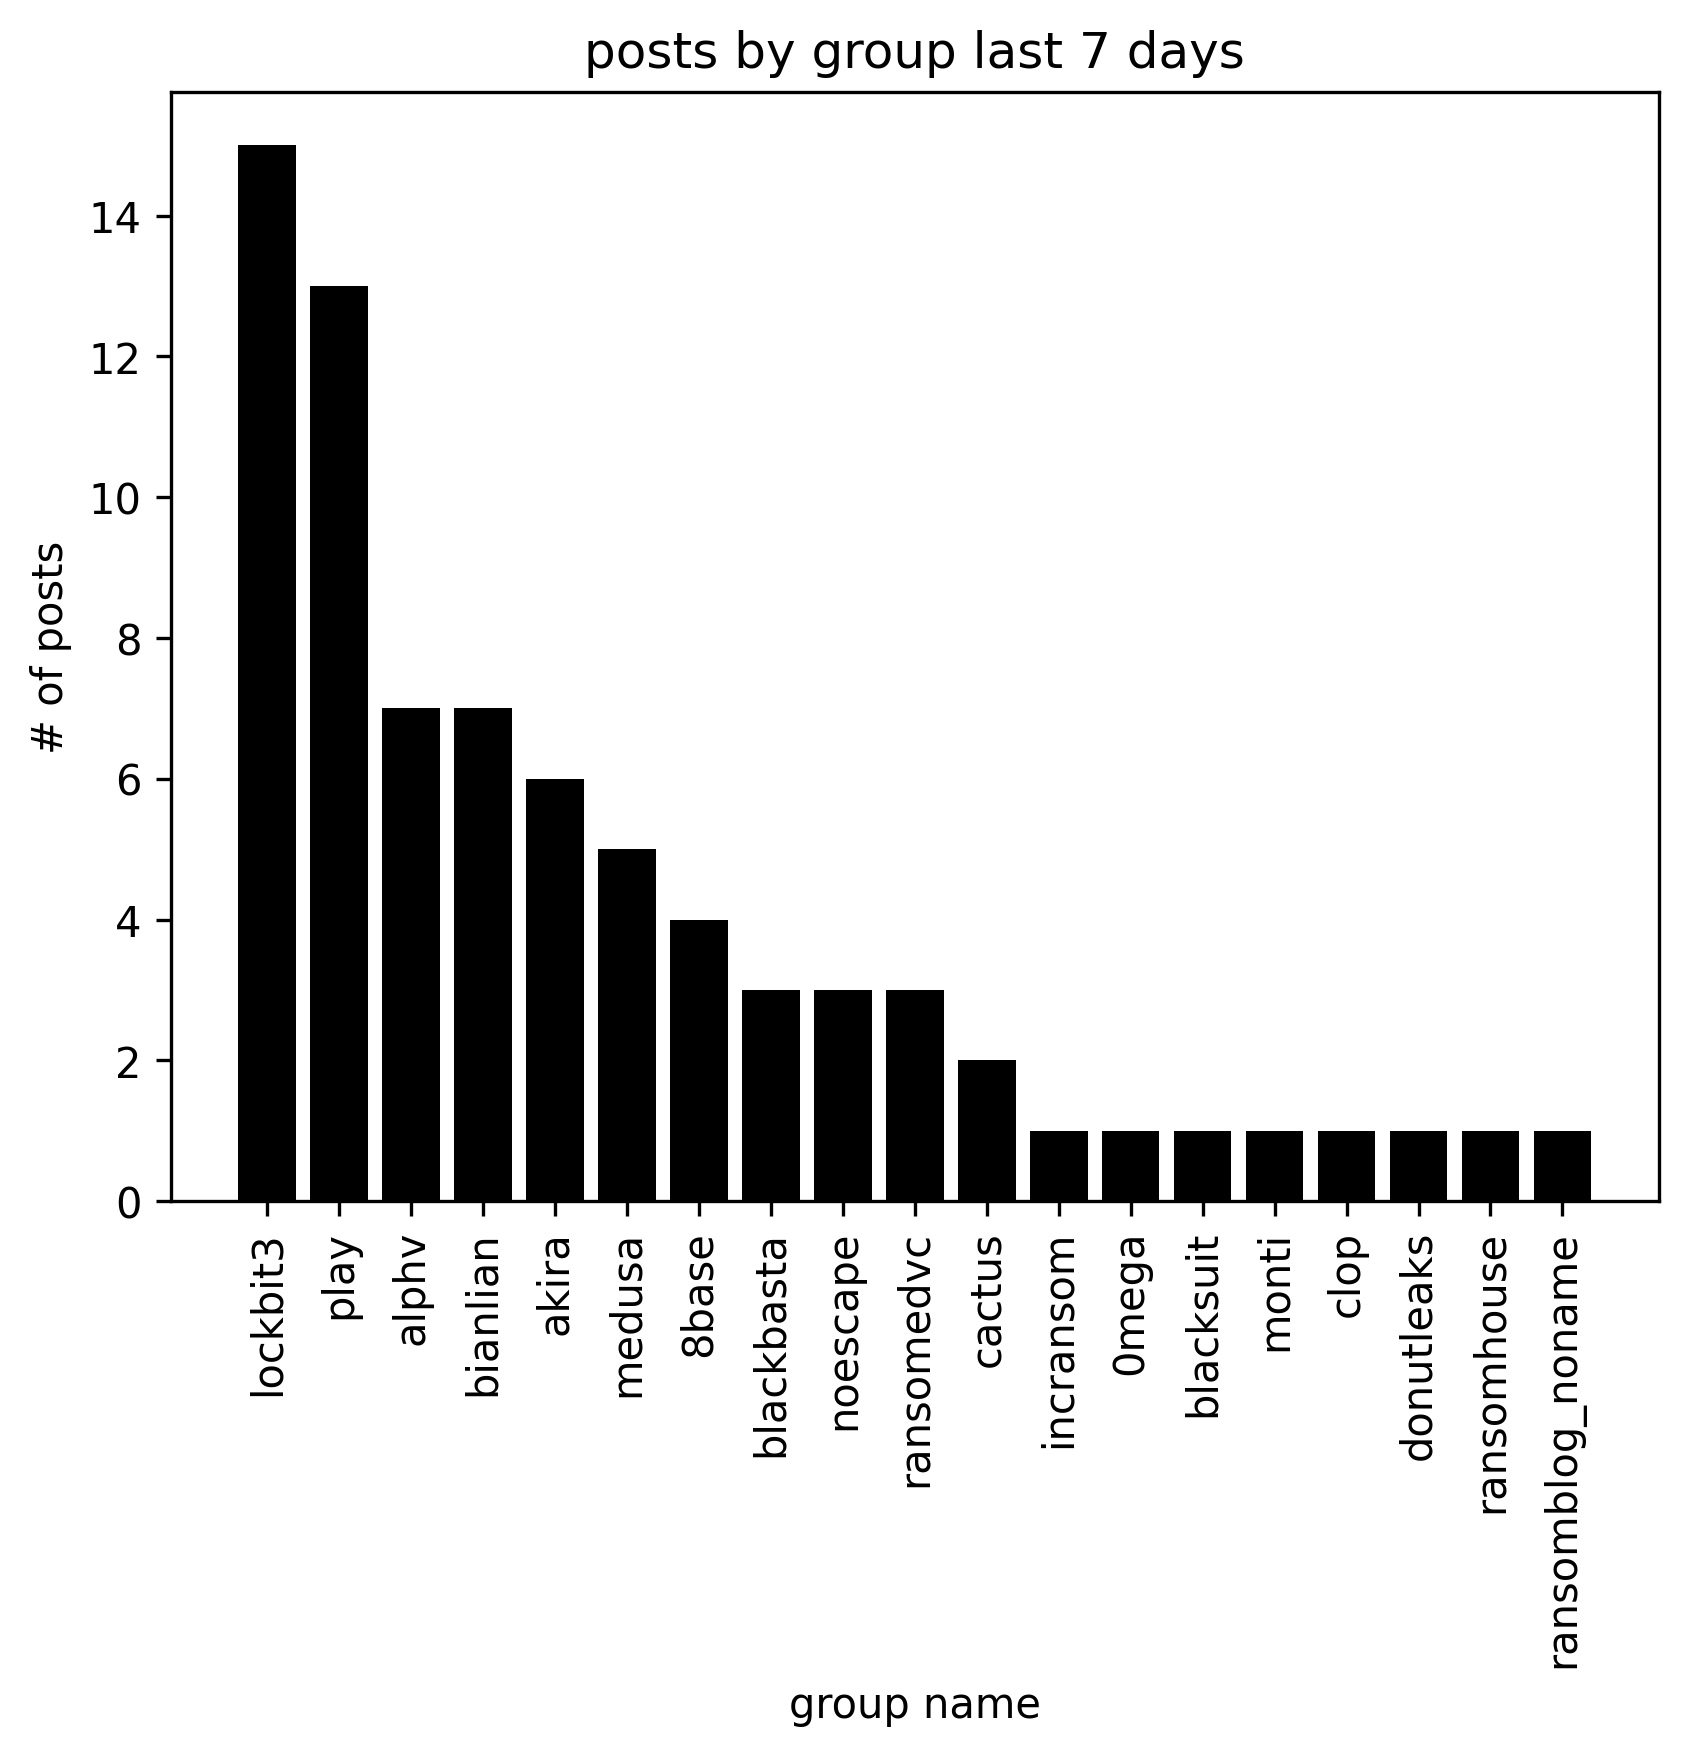 posts by group last 7 days
# of posts
14
12
10
8
6
4
2
0
lockbit3
play
alphv
bianlian
akira
medusa
8base
blackbasta
noescape
ransomedvc
cactus
incransom
0mega
blacksuit
monti
clop
donutleaks
ransomhouse
ransomblog_noname
group name